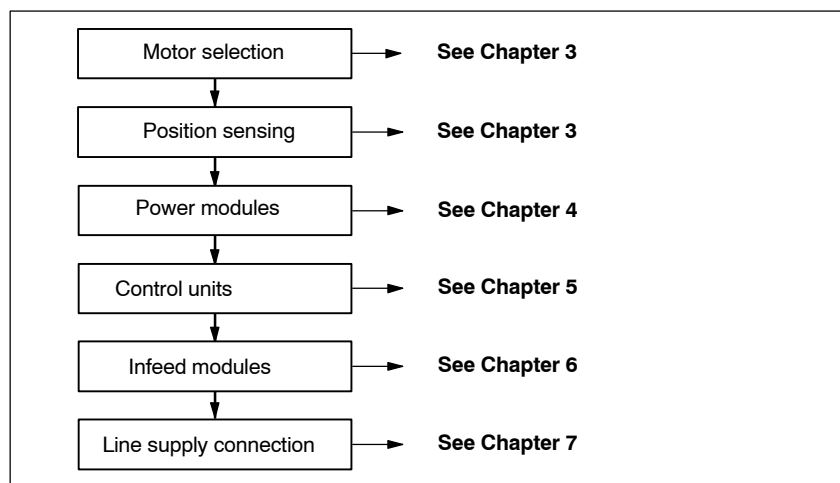 Motor selection See Chapter 3
Position sensing See Chapter 3
Power modules See Chapter 4
Control units See Chapter 5
Infeed modules See Chapter 6
Line supply connection See Chapter 7